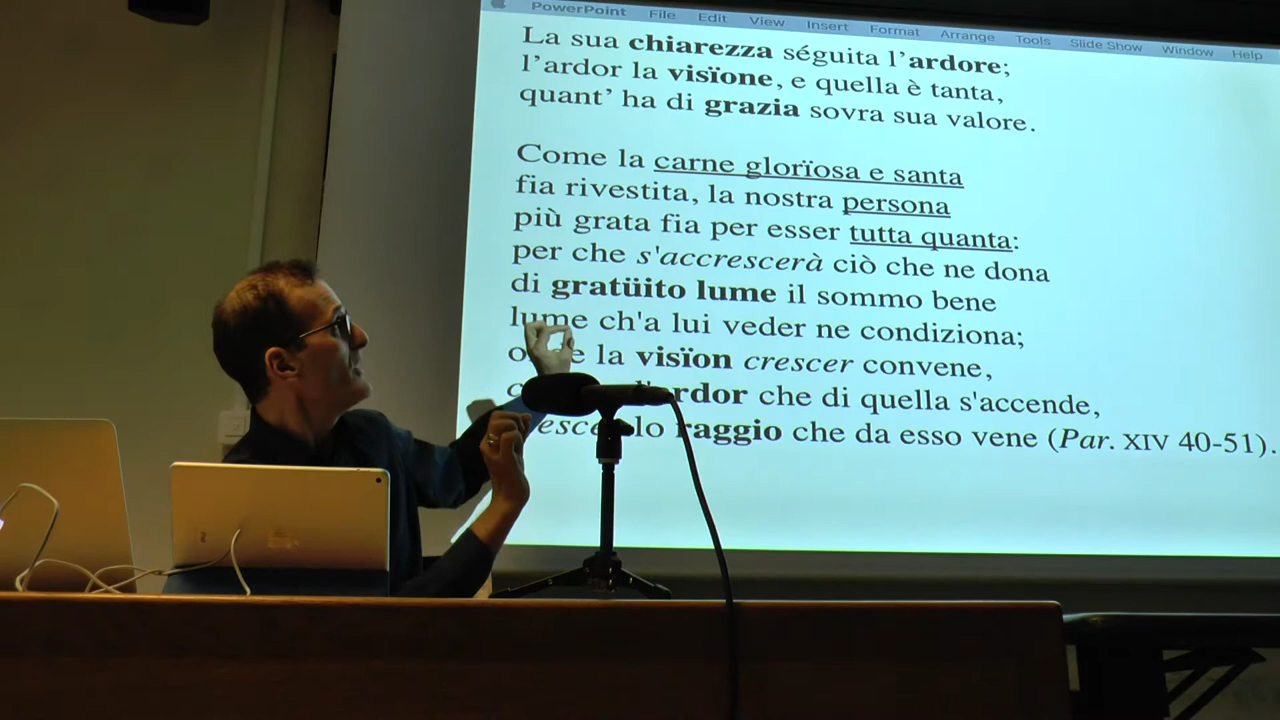 PowerPoint File Edit View Insert Format Arrange Tools Slide Show Window Help
La sua chiarezza séguita l'ardore;
l'ardor la visïone, e quella è tanta,
quant' ha di grazia sovra sua valore.
Come la carne glorïosa e santa
fia rivestita, la nostra persona
più grata fia per esser tutta quanta:
per che s'accrescerà ciò che ne dona
di gratüito lume il sommo bene
lume ch'a lui veder ne condiziona;
la visïon crescer convene,
l'ardor che di quella s'accende,
lo raggio che da esso vene (Par. XIV 40-51).